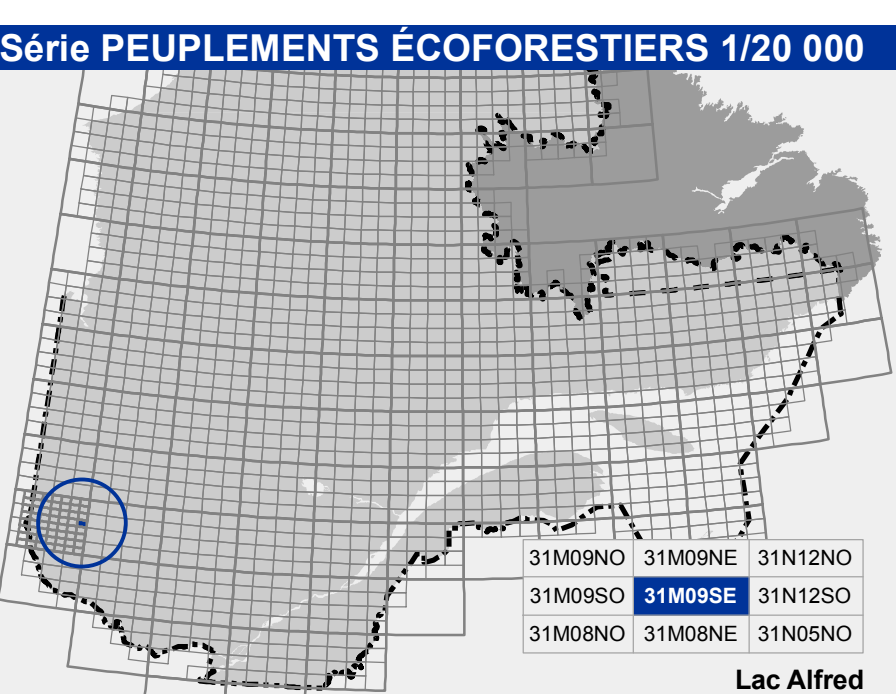 Série PEUPLEMENTS ÉCOFORESTIERS 1/20 000
31M09NO 31M09NE 31N12NO
31M09SO 31M09SE 31N12SO
31M08NO 31M08NE 31N05NO
Lac Alfred